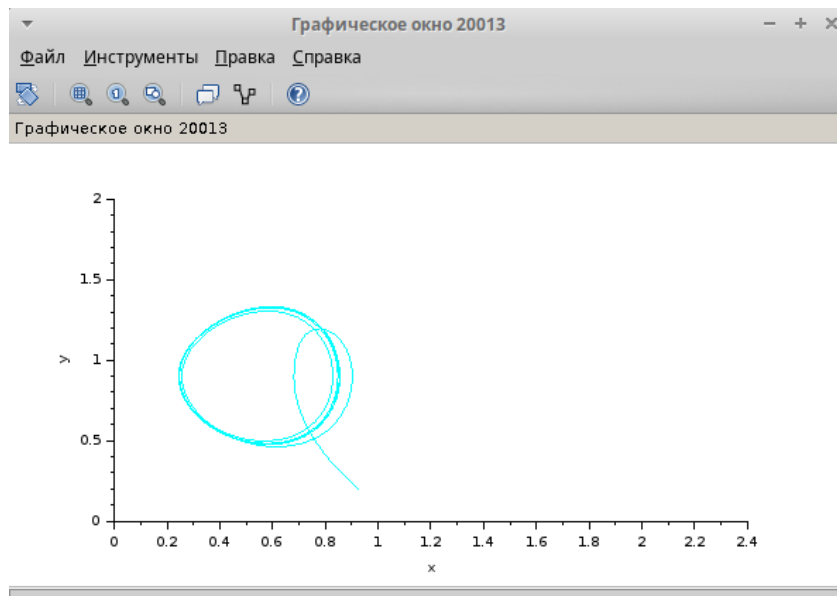 Графическое окно 20013
Файл Инструменты Правка Справка
Графическое окно 20013
2
1.5
1
0.5
0
y
0 0.2 0.4 0.6 0.8 1 1.2 1.4 1.6 1.8 2 2.2 2.4
x